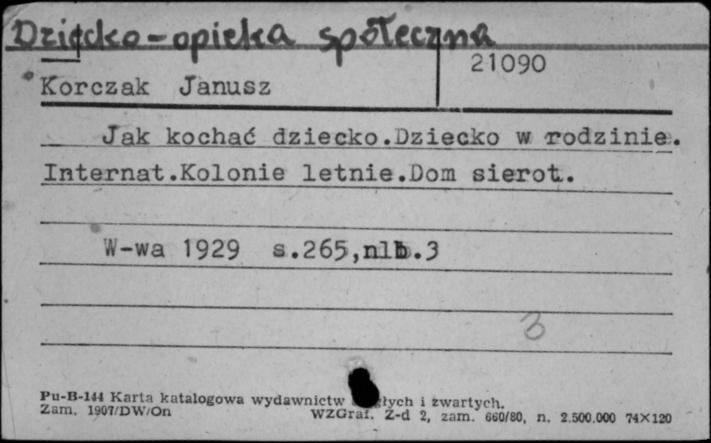 Dziecko-opieka społeczna
21090
Korczak Janusz
Jak kochać dziecko.Dziecko w rodzinie.
Internat.Kolonie letnie.Dom sierot.
W-wa 1929 s.265,nlb.3
3
Pu-B-144 Karta katalogowa wydawnictw i zwartych.
Zam. 1907/DW/On WZGraf. Z-d 2, zam. 660/80, n. 2.500.000 74×120